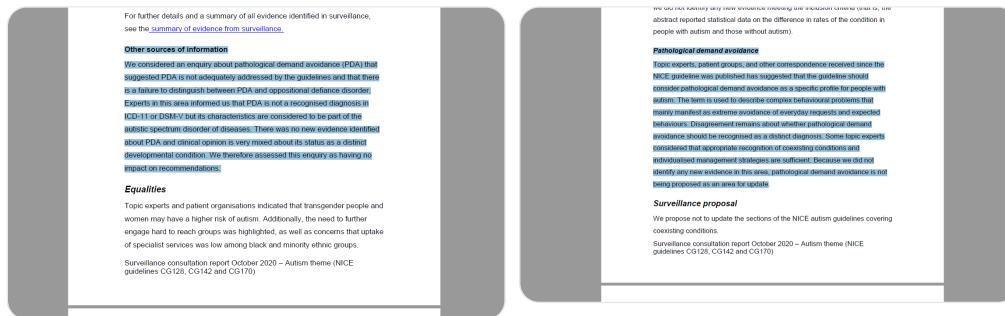 For further details and a summary of all evidence identified in surveillance,
see the summary of evidence from surveillance.
Other sources of information
We considered an enquiry about pathological demand avoidance (PDA) that
suggested PDA is not adequately addressed by the guidelines and that there
is a failure to distinguish between PDA and oppositional defiance disorder.
Experts in this area informed us that PDA is not a recognised diagnosis in
ICD-11 or DSM-V but its characteristics are considered to be part of the
autistic spectrum disorder of diseases. There was no new evidence identified
about PDA and clinical opinion is very mixed about its status as a distinct
developmental condition. We therefore assessed this enquiry as having no
impact on recommendations.
Equalities
Topic experts and patient organisations indicated that transgender people and
women may have a higher risk of autism. Additionally, the need to further
engage hard to reach groups was highlighted, as well as concerns that uptake
of specialist services was low among black and minority ethnic groups.
Surveillance consultation report October 2020 – Autism theme (NICE
guidelines CG128, CG142 and CG170)
we did not identify any new evidence meeting the inclusion criteria (that is, the
abstract reported statistical data on the difference in rates of the condition in
people with autism and those without autism).
Pathological demand avoidance
Topic experts, patient groups, and other correspondence received since the
NICE guideline was published has suggested that the guideline should
consider pathological demand avoidance as a specific profile for people with
autism. The term is used to describe complex behavioural problems that
mainly manifest as extreme avoidance of everyday requests and expected
behaviours. Disagreement remains about whether pathological demand
avoidance should be recognised as a distinct diagnosis. Some topic experts
considered that appropriate recognition of coexisting conditions and
individualised management strategies are sufficient. Because we did not
identify any new evidence in this area, pathological demand avoidance is not
being proposed as an area for update.
Surveillance proposal
We propose not to update the sections of the NICE autism guidelines covering
coexisting conditions.
Surveillance consultation report October 2020 – Autism theme (NICE
guidelines CG128, CG142 and CG170)